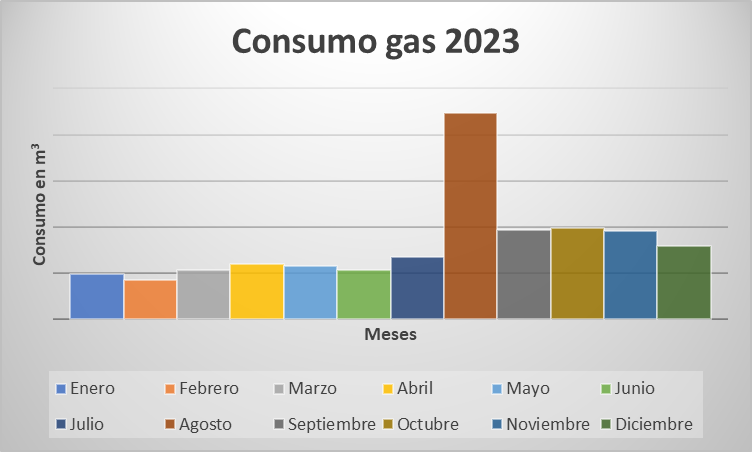 Consumo gas 2023
Consumo en m³
Meses
Enero Febrero Marzo Abril Mayo Junio
Julio Agosto Septiembre Octubre Noviembre Diciembre